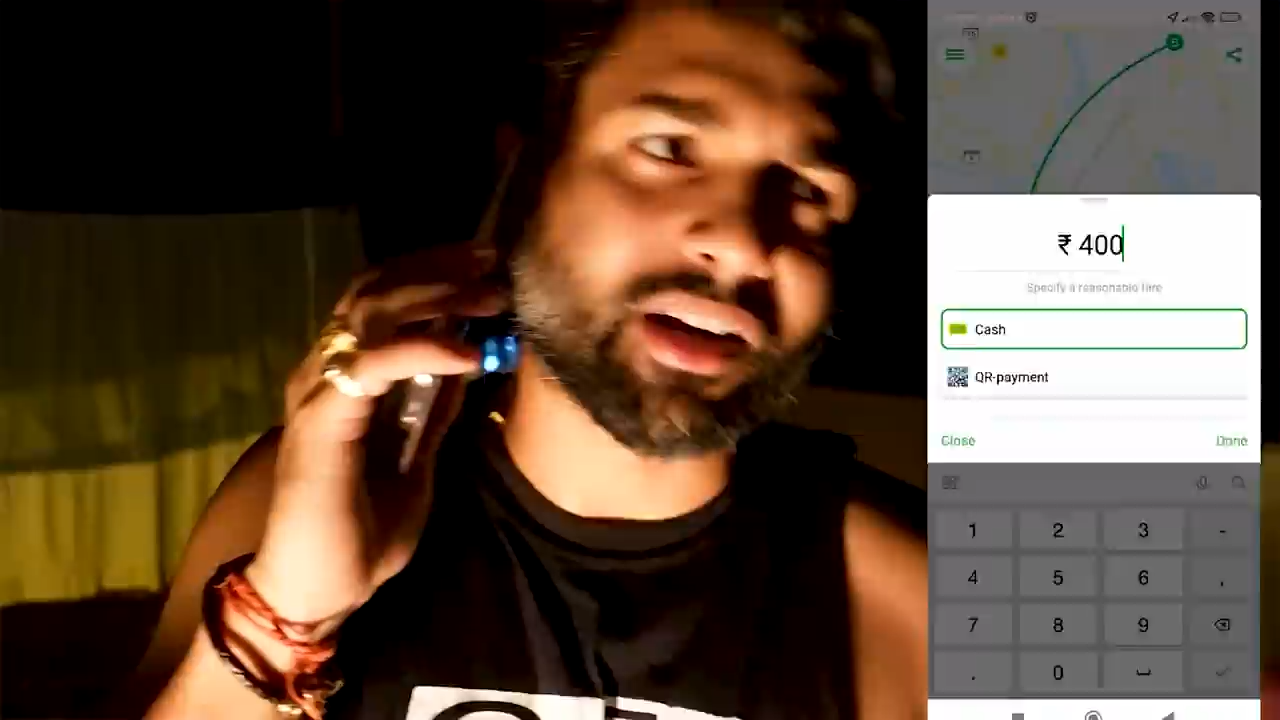 ₹ 400
Specify a reasonable fare
Cash
QR-payment
Close
Done
1 2 3 -
4 5 6 ,
7 8 9
. 0